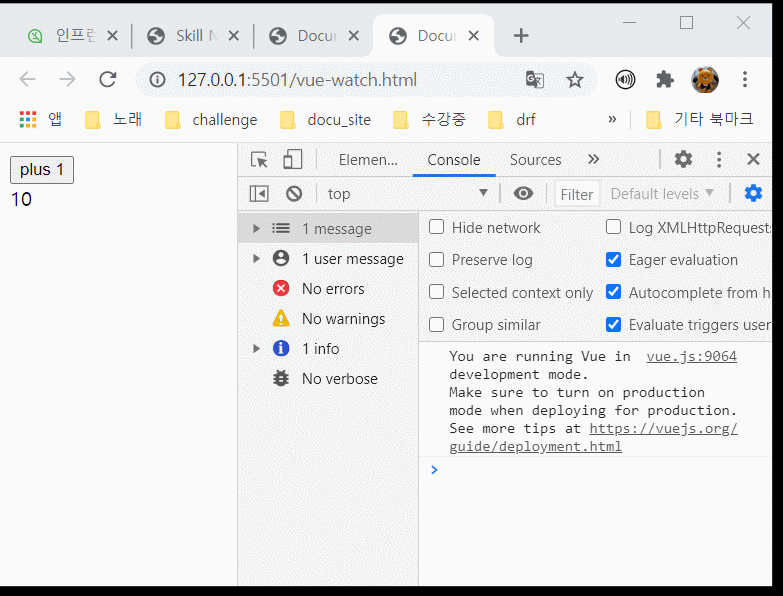 인프런
Skill N
Docu
Docu
127.0.0.1:5501/vue-watch.html
앱
노래
challenge
docu_site
수강중
drf
»
기타 북마크
plus 1
10
Elemen...
Console
Sources
»
top
Filter
Default levels
1 message
1 user message
No errors
No warnings
1 info
No verbose
Hide network
Log XMLHttpRequests
Preserve log
Eager evaluation
Selected context only
Autocomplete from h
Group similar
Evaluate triggers user
You are running Vue in vue.js:9064
development mode.
Make sure to turn on production
mode when deploying for production.
See more tips at https://vuejs.org/
guide/deployment.html
>